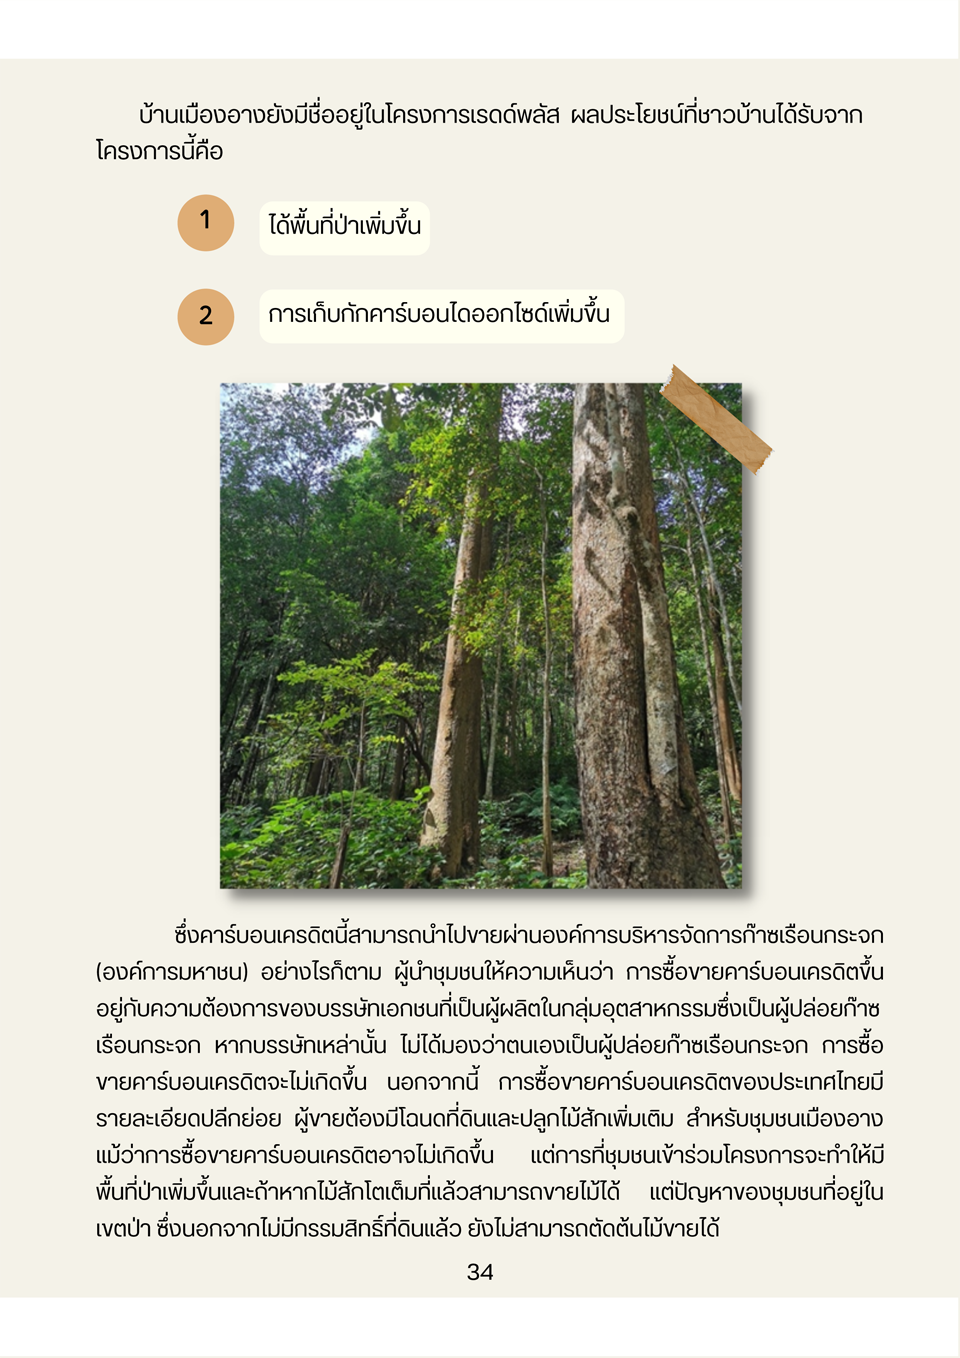 บ้านเมืองอางยังมีชื่ออยู่ในโครงการเรดด์พลัส ผลประโยชน์ที่ชาวบ้านได้รับจาก
โครงการนี้คือ
1
ได้พื้นที่ป่าเพิ่มขึ้น
2
การเก็บกักคาร์บอนไดออกไซด์เพิ่มขึ้น
ซึ่งคาร์บอนเครดิตนี้สามารถนำไปขายผ่านองค์การบริหารจัดการก๊าซเรือนกระจก
(องค์การมหาชน) อย่างไรก็ตาม ผู้นำชุมชนให้ความเห็นว่า การซื้อขายคาร์บอนเครดิตขึ้น
อยู่กับความต้องการของบรรษัทเอกชนที่เป็นผู้ผลิตในกลุ่มอุตสาหกรรมซึ่งเป็นผู้ปล่อยก๊าซ
เรือนกระจก หากบรรษัทเหล่านั้น ไม่ได้มองว่าตนเองเป็นผู้ปล่อยก๊าซเรือนกระจก การซื้อ
ขายคาร์บอนเครดิตจะไม่เกิดขึ้น นอกจากนี้ การซื้อขายคาร์บอนเครดิตของประเทศไทยมี
รายละเอียดปลีกย่อย ผู้ขายต้องมีโฉนดที่ดินและปลูกไม้สักเพิ่มเติม สำหรับชุมชนเมืองอาง
แม้ว่าการซื้อขายคาร์บอนเครดิตอาจไม่เกิดขึ้น แต่การที่ชุมชนเข้าร่วมโครงการจะทำให้มี
พื้นที่ป่าเพิ่มขึ้นและถ้าหากไม้สักโตเต็มที่แล้วสามารถขายไม้ได้ แต่ปัญหาของชุมชนที่อยู่ใน
เขตป่า ซึ่งนอกจากไม่มีกรรมสิทธิ์ที่ดินแล้ว ยังไม่สามารถตัดต้นไม้ขายได้
34